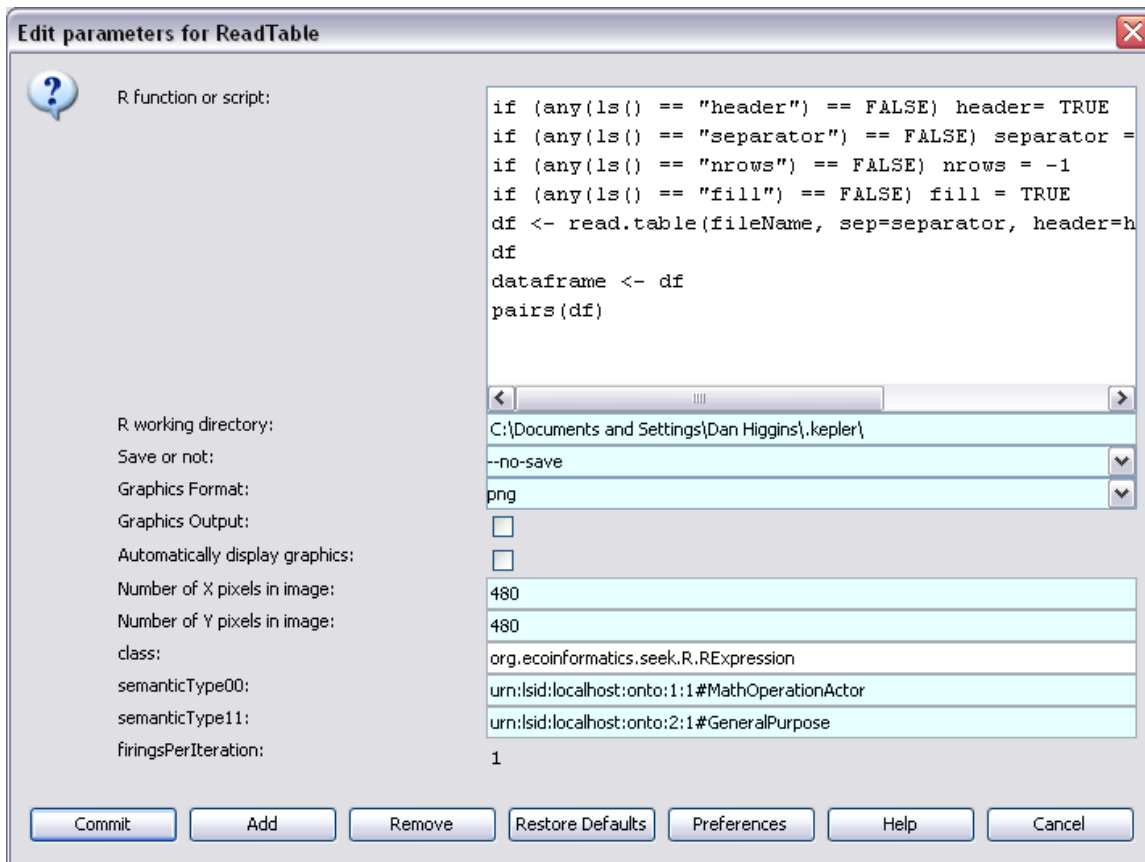 Edit parameters for ReadTable
R function or script:
if (any(ls() == "header") == FALSE) header= TRUE
if (any(ls() == "separator") == FALSE) separator =
if (any(ls() == "nrows") == FALSE) nrows = -1
if (any(ls() == "fill") == FALSE) fill = TRUE
df <- read.table(fileName, sep=separator, header=h
df
dataframe <- df
pairs(df)
R working directory: C:\Documents and Settings\Dan Higgins\.kepler\
Save or not: --no-save
Graphics Format: png
Graphics Output:
Automatically display graphics:
Number of X pixels in image: 480
Number of Y pixels in image: 480
class: org.ecoinformatics.seek.R.RExpression
semanticType00: urn:lsid:localhost:onto:1:1#MathOperationActor
semanticType11: urn:lsid:localhost:onto:2:1#GeneralPurpose
firingsPerIteration: 1
Commit Add Remove Restore Defaults Preferences Help Cancel